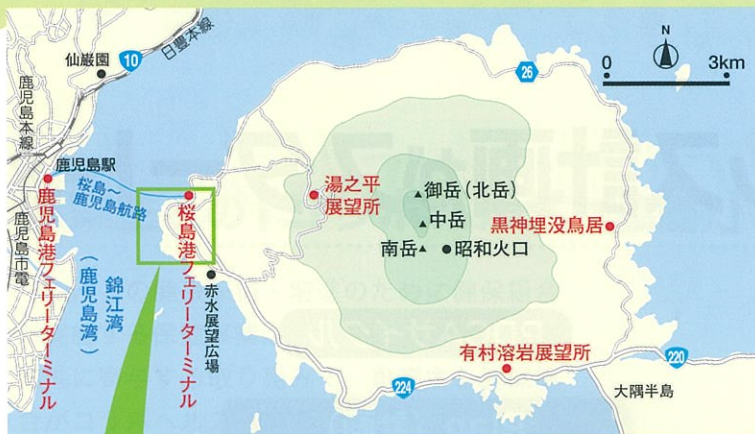 仙巌園
10
日豊本線
鹿児島本線
鹿児島駅
桜島〜
鹿児島航路
鹿児島市電
鹿児島港フェリーターミナル
錦江湾
（鹿児島湾）
桜島港フェリーターミナル
赤水展望広場
湯之平
展望所
御岳（北岳）
中岳
南岳
昭和火口
26
N
0 3km
黒神埋没鳥居
有村溶岩展望所
224
220
大隅半島